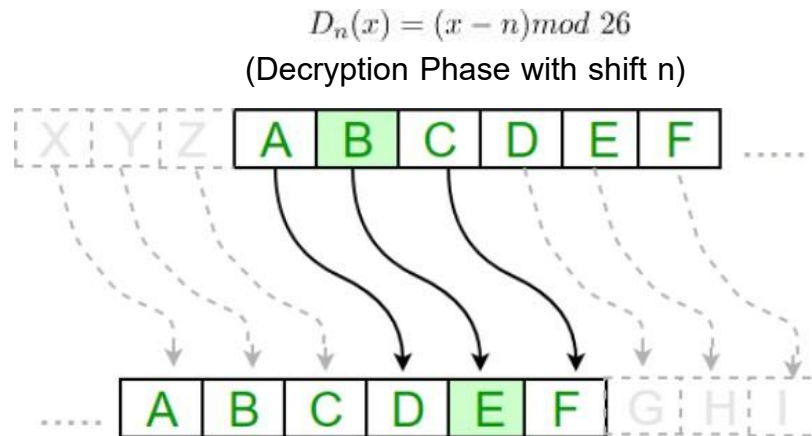 Dₙ(x) = (x − n)mod 26
(Decryption Phase with shift n)
X Y Z A B C D E F ......
..... A B C D E F G H I